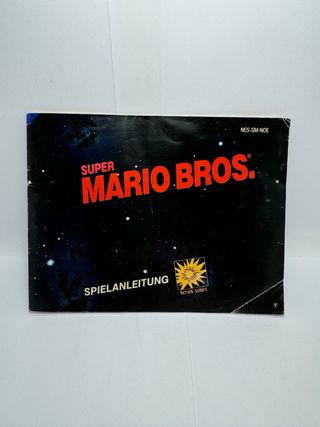 NES-SM-NOE
SUPER
MARIO BROS.®
SPIELANLEITUNG
ACTION SERIES